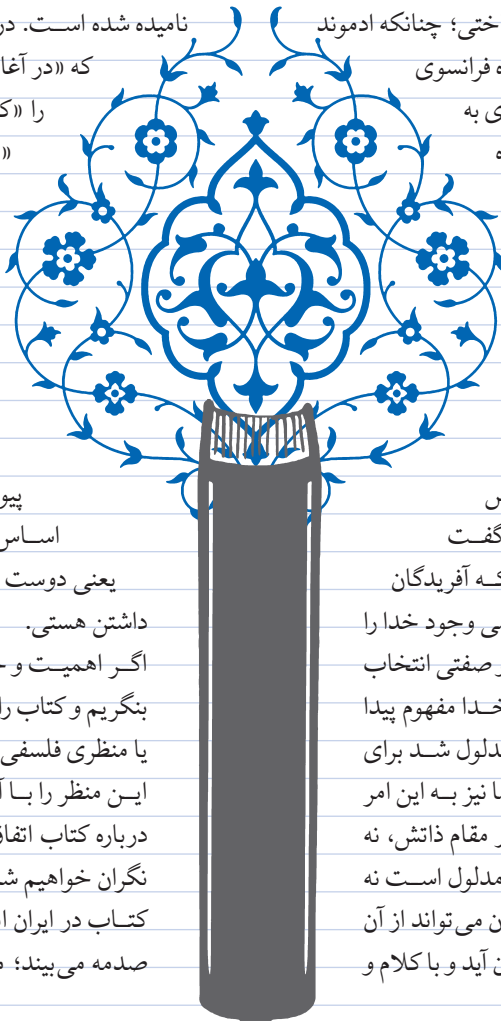 ختی؛ چنانکه ادموند
ه فرانسوی
ی به
ه
س
گفت
که آفریدگان
ی وجود خدا را
ر صفتی انتخاب
خدا مفهوم پیدا
مدلول شد برای
ما نیز به این امر
ر مقام ذاتش، نه
مدلول است نه
ن می‌تواند از آن
ن آید و با کلام و
نامیده شده است. در
که «در آغا
را «ک
«
پیو
اساس
یعنی دوست
داشتن هستی.
اگر اهمیت و ج
بنگریم و کتاب را
یا منظری فلسفی
این منظر را با آ
درباره کتاب اتفاق
نگران خواهیم ش
کتاب در ایران ا
صدمه می‌بیند؛